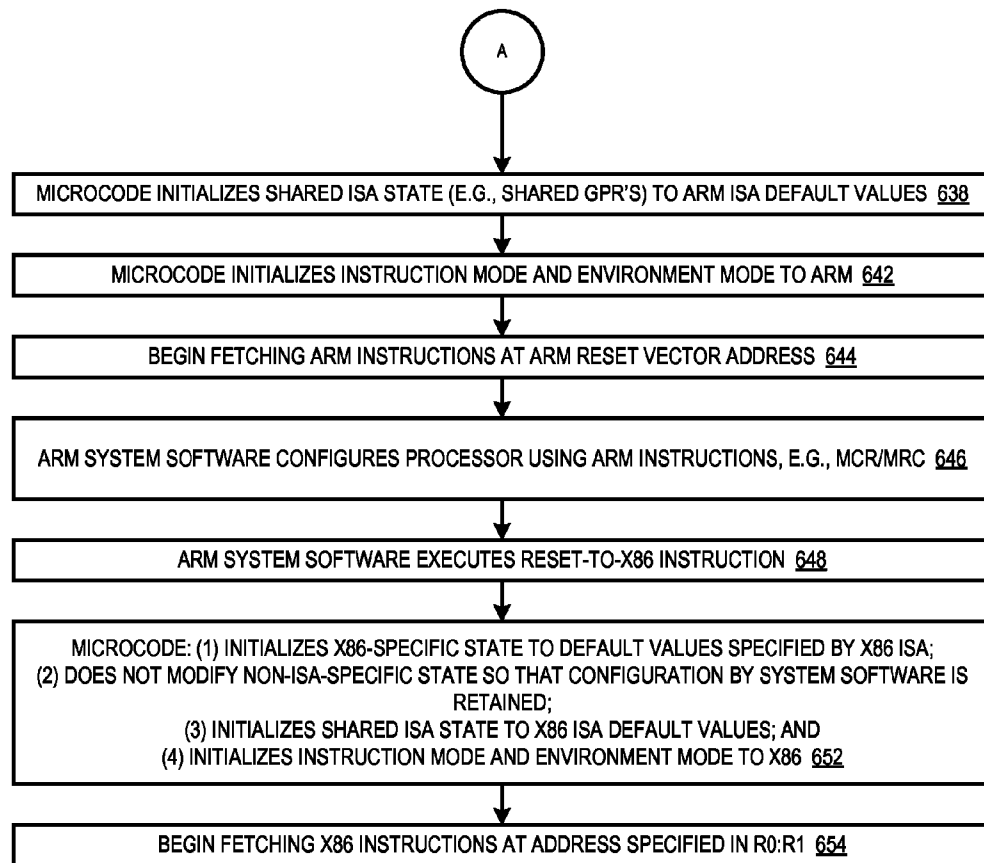 A
MICROCODE INITIALIZES SHARED ISA STATE (E.G., SHARED GPR'S) TO ARM ISA DEFAULT VALUES 638
MICROCODE INITIALIZES INSTRUCTION MODE AND ENVIRONMENT MODE TO ARM 642
BEGIN FETCHING ARM INSTRUCTIONS AT ARM RESET VECTOR ADDRESS 644
ARM SYSTEM SOFTWARE CONFIGURES PROCESSOR USING ARM INSTRUCTIONS, E.G., MCR/MRC 646
ARM SYSTEM SOFTWARE EXECUTES RESET-TO-X86 INSTRUCTION 648
MICROCODE: (1) INITIALIZES X86-SPECIFIC STATE TO DEFAULT VALUES SPECIFIED BY X86 ISA;
(2) DOES NOT MODIFY NON-ISA-SPECIFIC STATE SO THAT CONFIGURATION BY SYSTEM SOFTWARE IS
RETAINED;
(3) INITIALIZES SHARED ISA STATE TO X86 ISA DEFAULT VALUES; AND
(4) INITIALIZES INSTRUCTION MODE AND ENVIRONMENT MODE TO X86 652
BEGIN FETCHING X86 INSTRUCTIONS AT ADDRESS SPECIFIED IN R0:R1 654